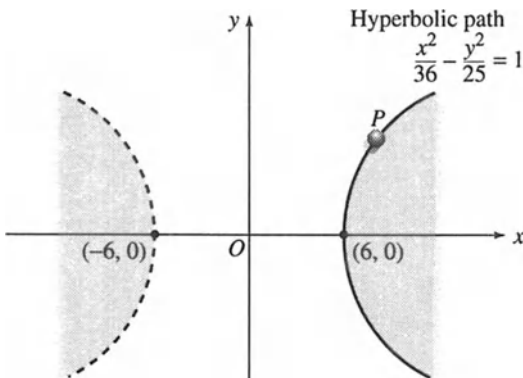 Hyperbolic path
x²/36 − y²/25 = 1
y
P
x
O
(−6, 0)
(6, 0)